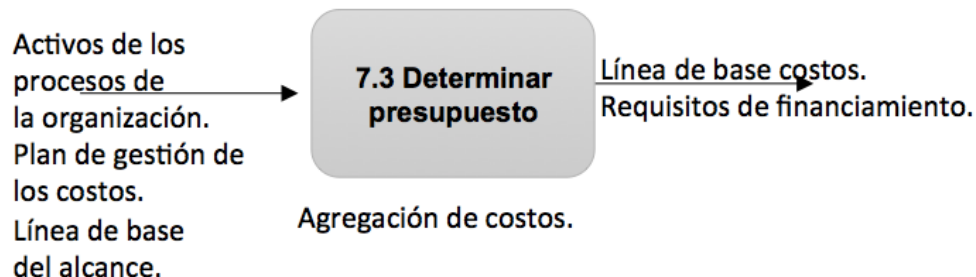 Activos de los
procesos de
la organización.
Plan de gestión de
los costos.
Línea de base
del alcance.
7.3 Determinar
presupuesto
Agregación de costos.
Línea de base costos.
Requisitos de financiamiento.